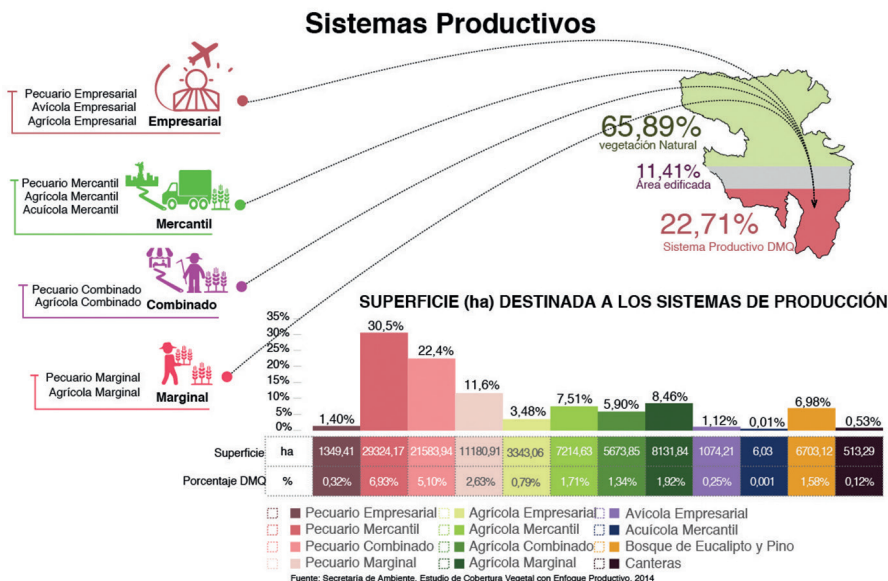 Sistemas Productivos
Pecuario Empresarial
Avícola Empresarial
Agrícola Empresarial
Empresarial
Pecuario Mercantil
Agrícola Mercantil
Acuícola Mercantil
Mercantil
Pecuario Combinado
Agrícola Combinado
Combinado
Pecuario Marginal
Agrícola Marginal
Marginal
65,89%
vegetación Natural
11,41%
Área edificada
22,71%
Sistema Productivo DMQ
SUPERFICIE (ha) DESTINADA A LOS SISTEMAS DE PRODUCCIÓN
35%
30%
25%
20%
15%
10%
5%
0%
1,40%
30,5%
22,4%
11,6%
3,48%
7,51%
5,90%
8,46%
1,12%
0,01%
6,98%
0,53%
Superficie ha 1349,41 29324,17 21583,94 11180,91 3343,06 7214,63 5673,85 8131,84 1074,21 6,03 6703,12 513,29
Porcentaje DMQ % 0,32% 6,93% 5,10% 2,63% 0,79% 1,71% 1,34% 1,92% 0,25% 0,001 1,58% 0,12%
Pecuario Empresarial Agrícola Empresarial Avícola Empresarial
Pecuario Mercantil Agrícola Mercantil Acuícola Mercantil
Pecuario Combinado Agrícola Combinado Bosque de Eucalipto y Pino
Pecuario Marginal Agrícola Marginal Canteras
Fuente: Secretaría de Ambiente. Estudio de Cobertura Vegetal con Enfoque Productivo. 2014